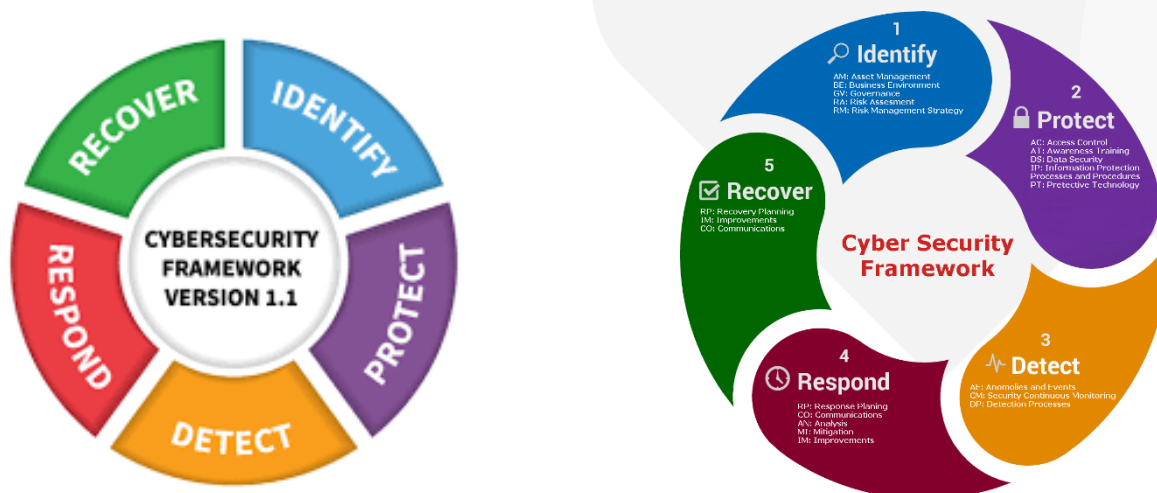 RECOVER
IDENTIFY
PROTECT
DETECT
RESPOND
CYBERSECURITY
FRAMEWORK
VERSION 1.1
1
Identify
AM: Asset Management
BE: Business Environment
GV: Governance
RA: Risk Assesment
RM: Risk Management Strategy
2
Protect
AC: Access Control
AT: Awareness Training
DS: Data Security
IP: Information Protection
Processes and Procedures
PT: Pretective Technology
3
Detect
AE: Anomolies and Events
CM: Security Continuous Monitoring
DP: Detection Processes
4
Respond
RP: Response Planing
CO: Communications
AN: Analysis
MI: Mitigation
IM: Improvements
5
Recover
RP: Recovery Planning
IM: Improvements
CO: Communications
Cyber Security
Framework